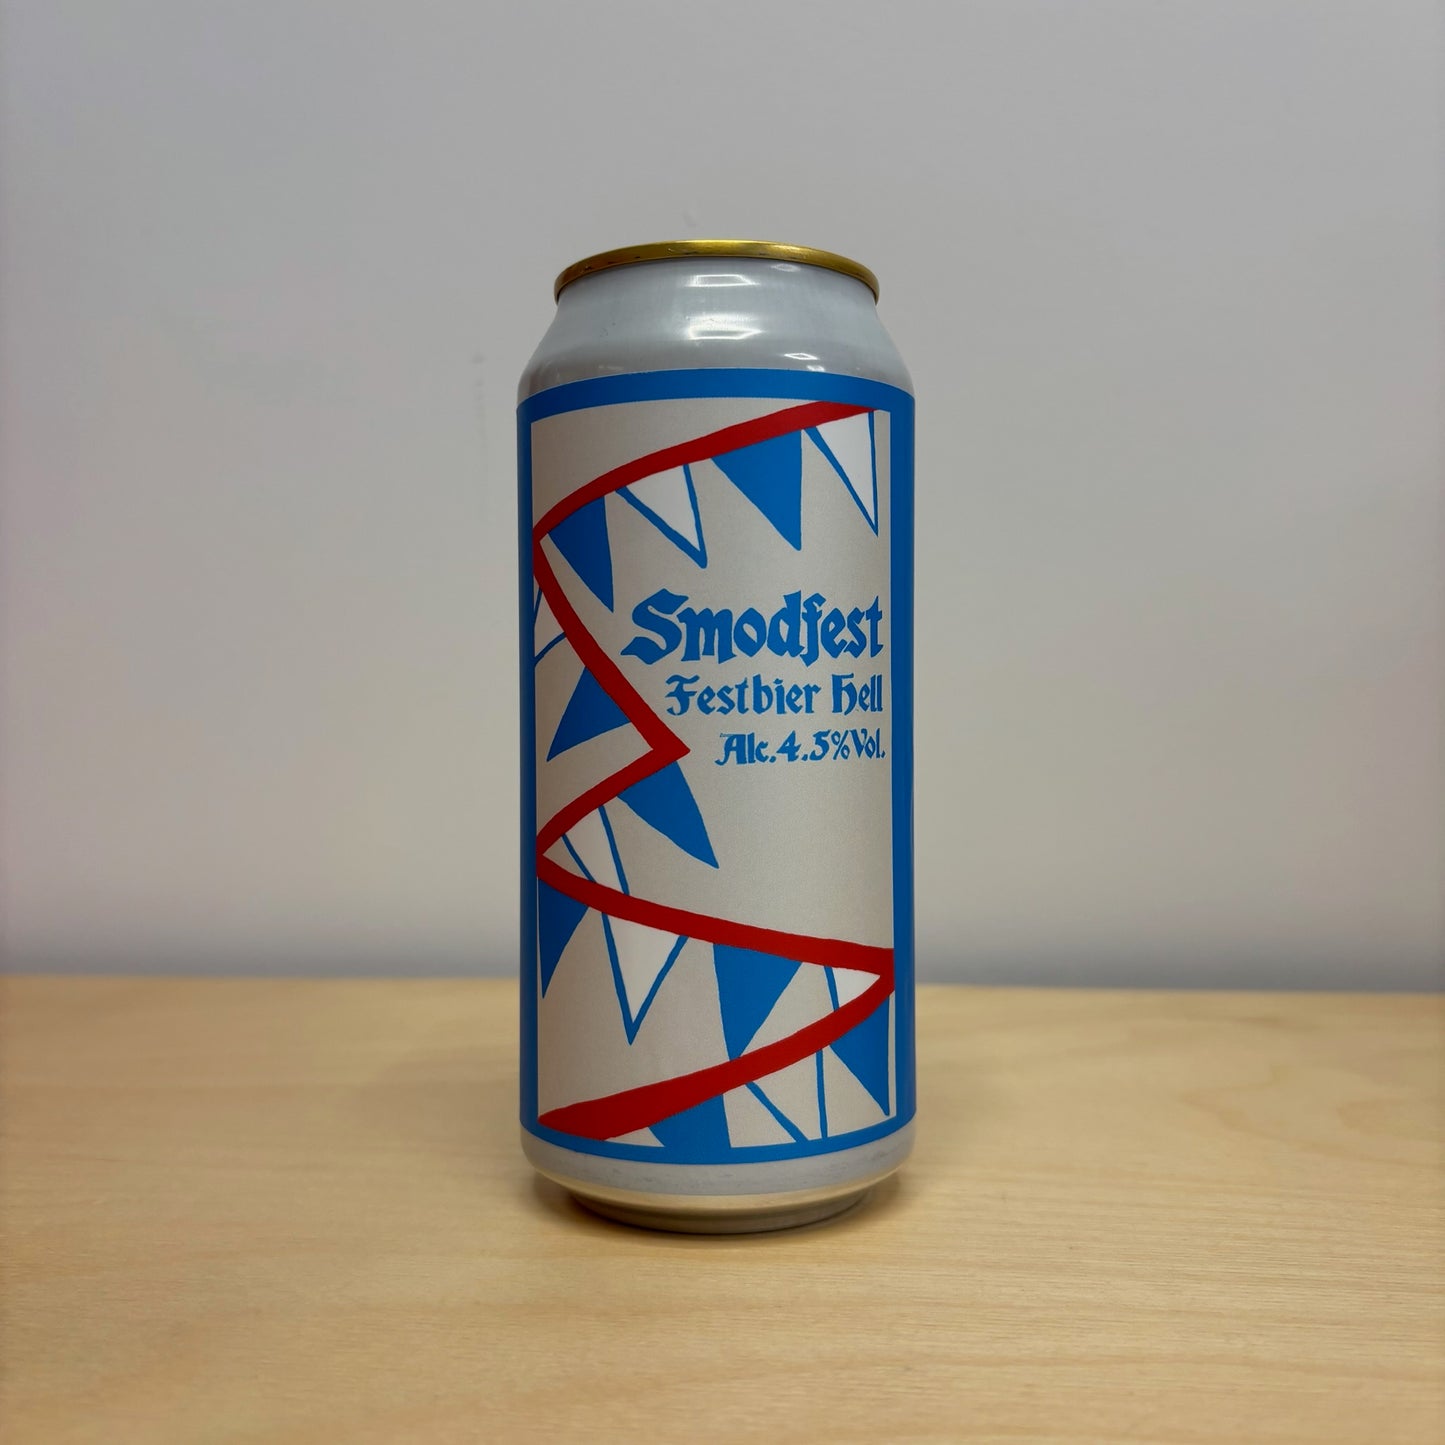 Smodfest
Festbier Hell
Alc.4.5%Vol.